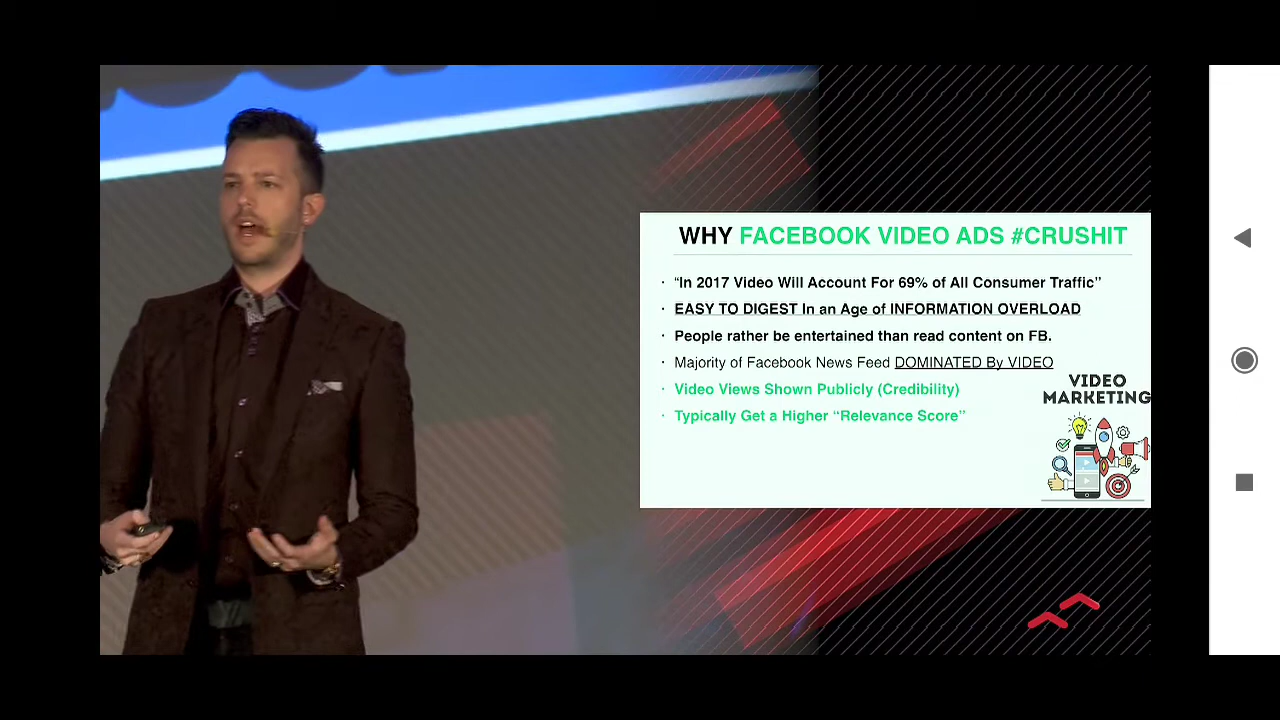 WHY FACEBOOK VIDEO ADS #CRUSHIT
· “In 2017 Video Will Account For 69% of All Consumer Traffic”
· EASY TO DIGEST In an Age of INFORMATION OVERLOAD
· People rather be entertained than read content on FB.
· Majority of Facebook News Feed DOMINATED By VIDEO
· Video Views Shown Publicly (Credibility)
· Typically Get a Higher “Relevance Score”
VIDEO
MARKETING